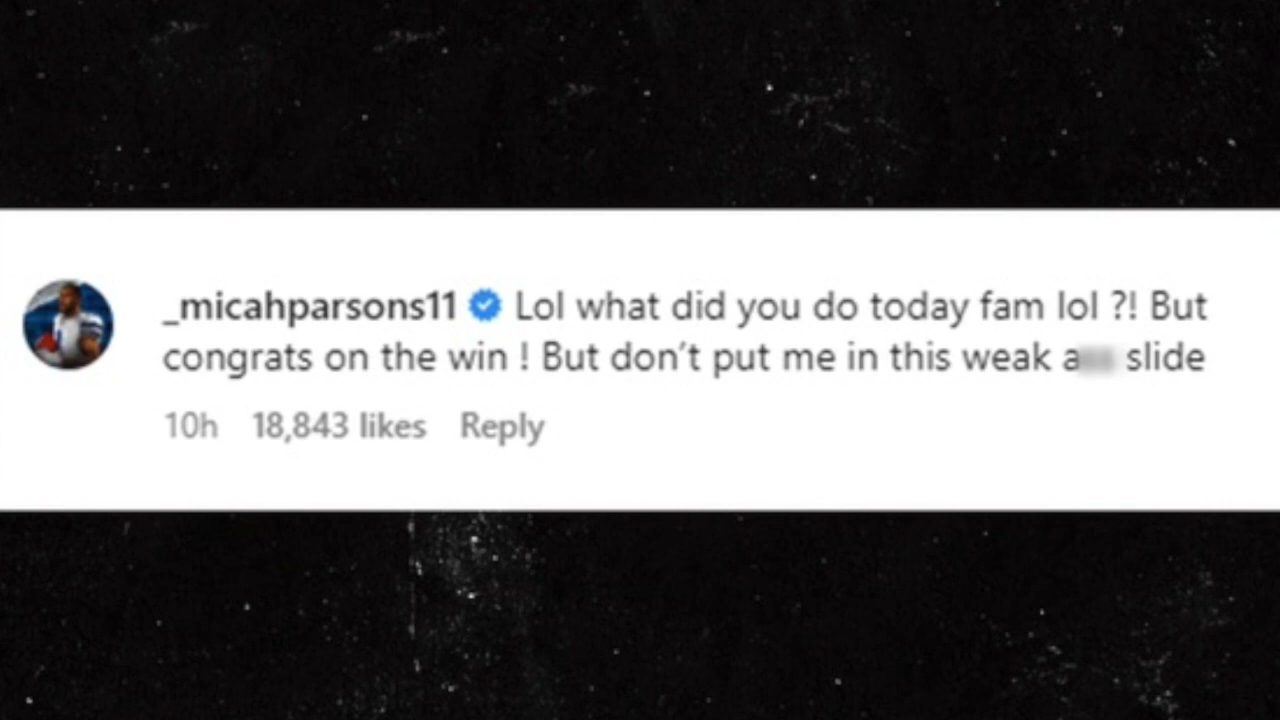 _micahparsons11 Lol what did you do today fam lol ?! But
congrats on the win ! But don't put me in this weak a slide
10h 18,843 likes Reply